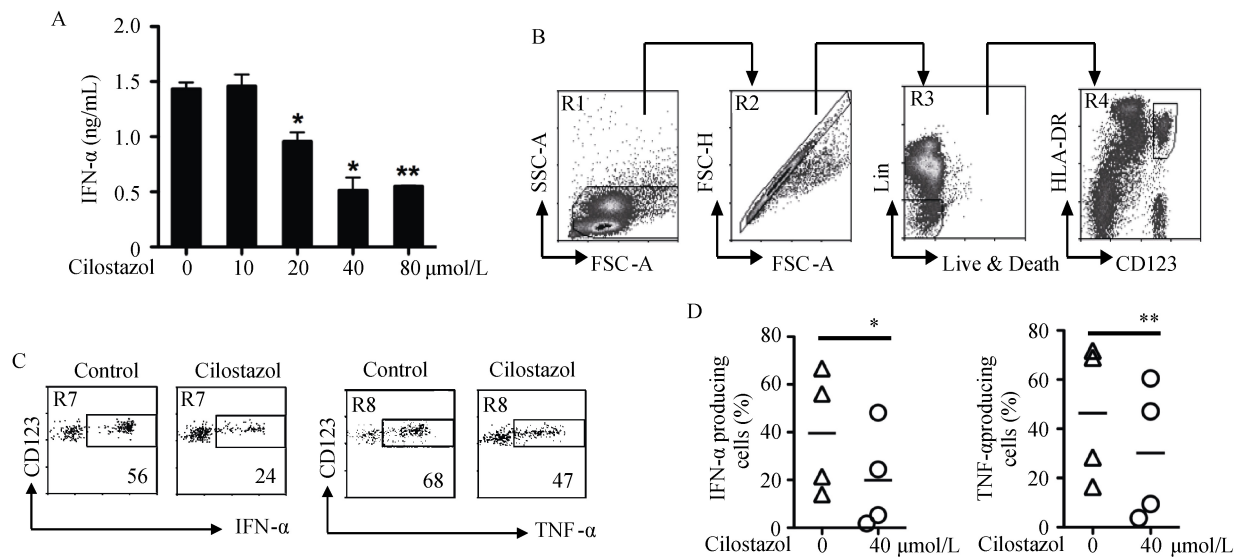 A
2.0
1.5
1.0
0.5
0
IFN-α (ng/mL)
*
*
**
Cilostazol
0 10 20 40 80 μmol/L
B
R1
SSC-A
FSC-A
R2
FSC-H
FSC-A
R3
Lin
Live & Death
R4
HLA-DR
CD123
C
Control
Cilostazol
R7
56
R7
24
CD123
IFN-α
Control
Cilostazol
R8
68
R8
47
CD123
TNF-α
D
80
60
40
20
0
IFN-α producing
cells (%)
*
Cilostazol 0 40 μmol/L
80
60
40
20
0
TNF-αproducing
cells (%)
**
Cilostazol 0 40 μmol/L